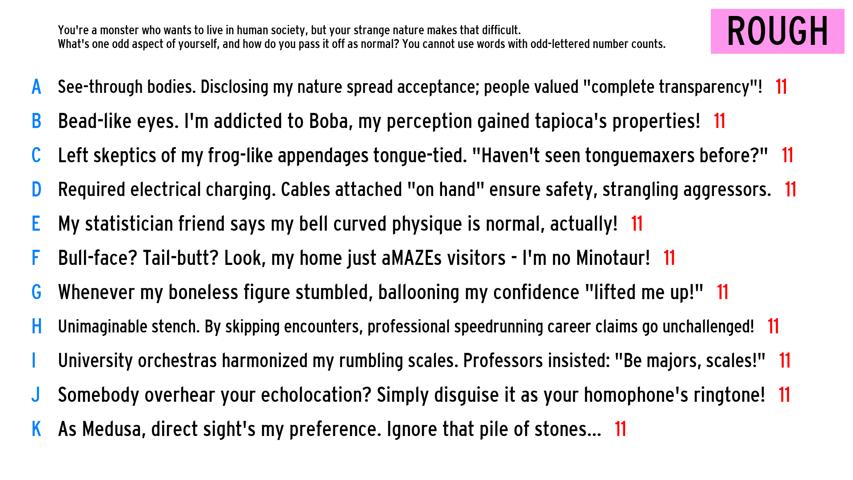 You're a monster who wants to live in human society, but your strange nature makes that difficult.
What's one odd aspect of yourself, and how do you pass it off as normal? You cannot use words with odd-lettered number counts.
ROUGH
A See-through bodies. Disclosing my nature spread acceptance; people valued "complete transparency"! 11
B Bead-like eyes. I'm addicted to Boba, my perception gained tapioca's properties! 11
C Left skeptics of my frog-like appendages tongue-tied. "Haven't seen tonguemaxers before?" 11
D Required electrical charging. Cables attached "on hand" ensure safety, strangling aggressors. 11
E My statistician friend says my bell curved physique is normal, actually! 11
F Bull-face? Tail-butt? Look, my home just aMAZEs visitors - I'm no Minotaur! 11
G Whenever my boneless figure stumbled, ballooning my confidence "lifted me up!" 11
H Unimaginable stench. By skipping encounters, professional speedrunning career claims go unchallenged! 11
I University orchestras harmonized my rumbling scales. Professors insisted: "Be majors, scales!" 11
J Somebody overhear your echolocation? Simply disguise it as your homophone's ringtone! 11
K As Medusa, direct sight's my preference. Ignore that pile of stones... 11